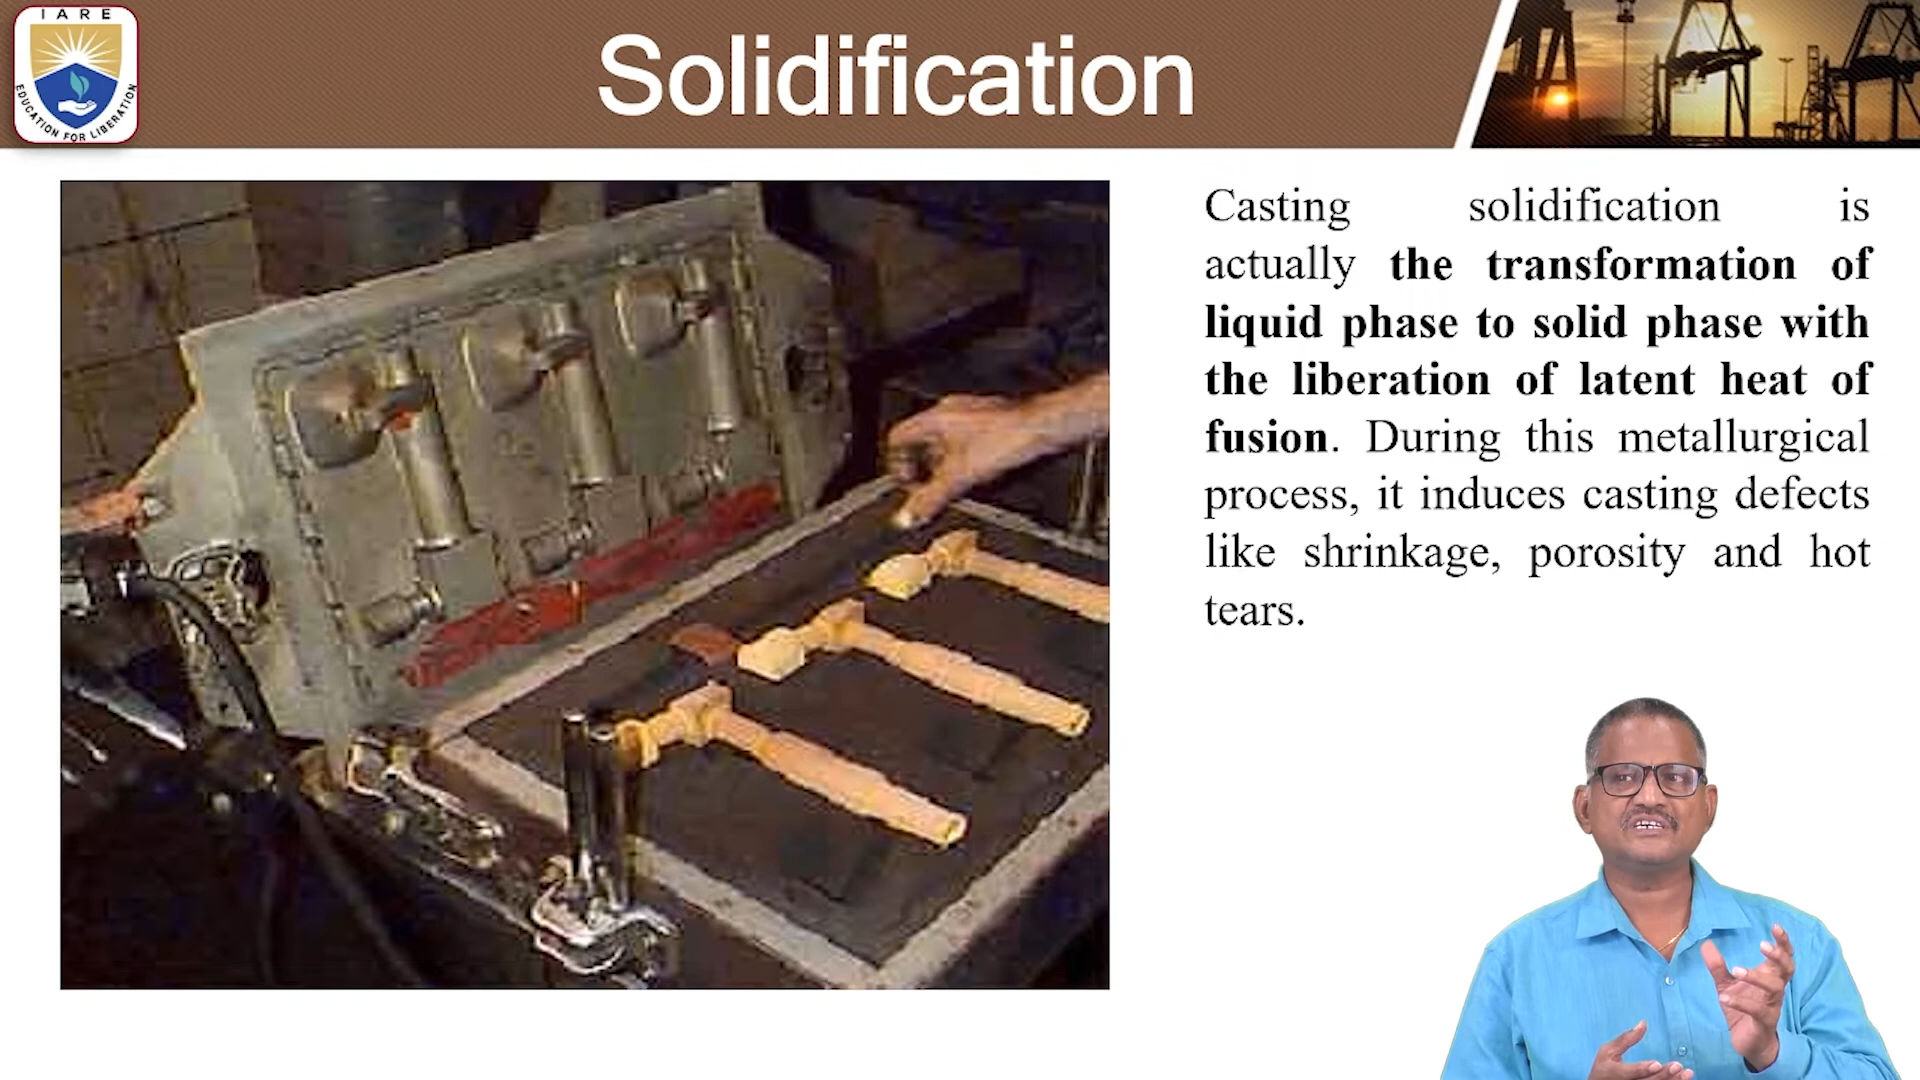 IARE
EDUCATION FOR LIBERATION
Solidification
Casting solidification is
actually the transformation of
liquid phase to solid phase with
the liberation of latent heat of
fusion. During this metallurgical
process, it induces casting defects
like shrinkage, porosity and hot
tears.